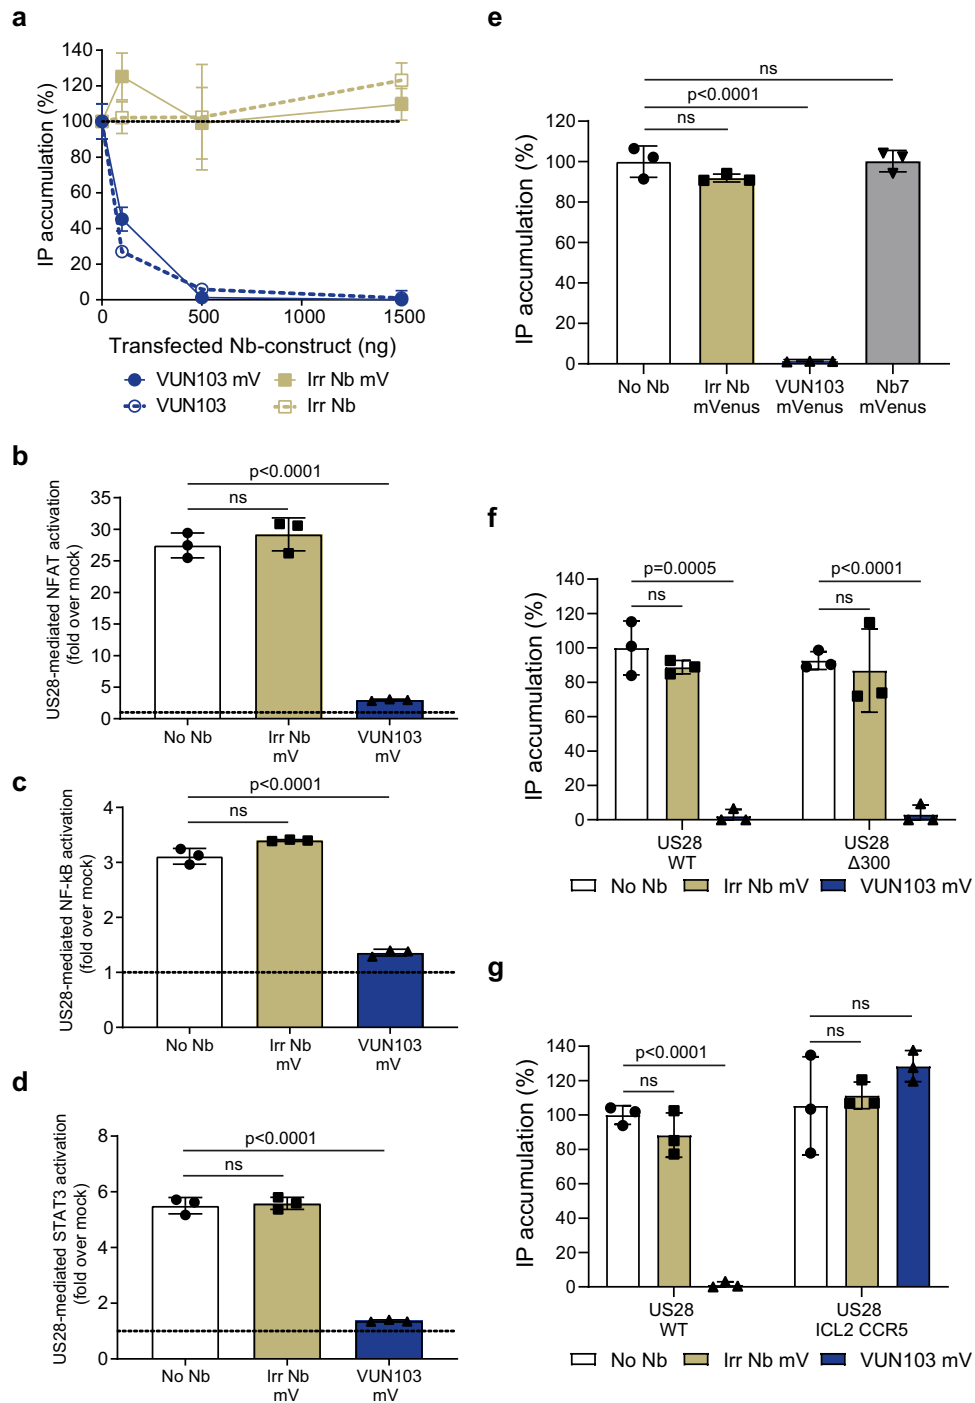 a
140
120
100
80
60
40
20
0
IP accumulation (%)
0
500
1000
1500
Transfected Nb-construct (ng)
VUN103 mV
Irr Nb mV
VUN103
Irr Nb
b
p<0.0001
ns
35
30
25
20
15
10
5
0
US28-mediated NFAT activation
(fold over mock)
No Nb
Irr Nb
mV
VUN103
mV
c
p<0.0001
ns
4
3
2
1
0
US28-mediated NF-kB activation
(fold over mock)
No Nb
Irr Nb
mV
VUN103
mV
d
p<0.0001
ns
8
6
4
2
0
US28-mediated STAT3 activation
(fold over mock)
No Nb
Irr Nb
mV
VUN103
mV
e
ns
p<0.0001
ns
120
100
80
60
40
20
0
IP accumulation (%)
No Nb
Irr Nb
mVenus
VUN103
mVenus
Nb7
mVenus
f
p=0.0005
ns
p<0.0001
ns
140
120
100
80
60
40
20
0
IP accumulation (%)
US28
WT
US28
Δ300
No Nb
Irr Nb mV
VUN103 mV
g
p<0.0001
ns
ns
ns
140
120
100
80
60
40
20
0
IP accumulation (%)
US28
WT
US28
ICL2 CCR5
No Nb
Irr Nb mV
VUN103 mV